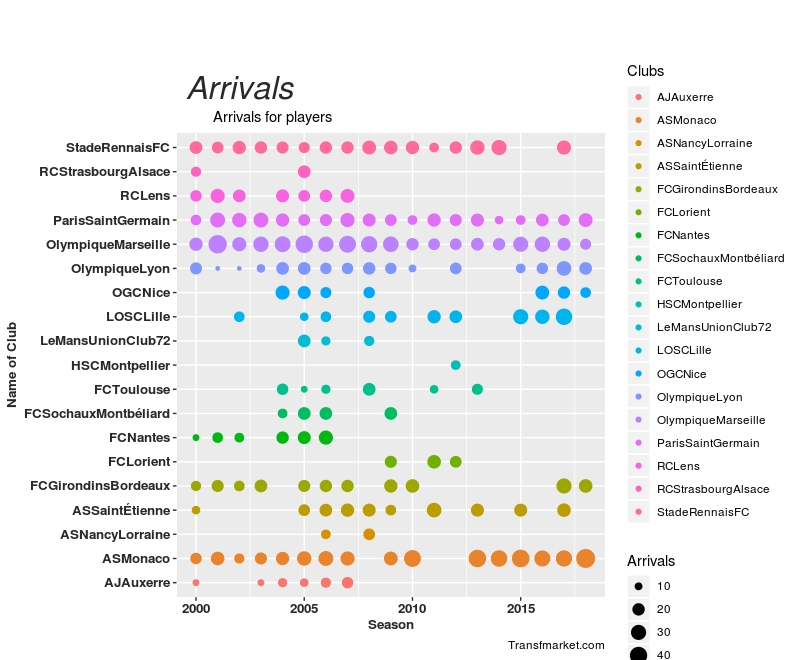 Arrivals
Arrivals for players
Name of Club
StadeRennaisFC
RCStrasbourgAlsace
RCLens
ParisSaintGermain
OlympiqueMarseille
OlympiqueLyon
OGCNice
LOSCLille
LeMansUnionClub72
HSCMontpellier
FCToulouse
FCSochauxMontbéliard
FCNantes
FCLorient
FCGirondinsBordeaux
ASSaintÉtienne
ASNancyLorraine
ASMonaco
AJAuxerre
2000 2005 2010 2015
Season
Transfmarket.com
Clubs
AJAuxerre
ASMonaco
ASNancyLorraine
ASSaintÉtienne
FCGirondinsBordeaux
FCLorient
FCNantes
FCSochauxMontbéliard
FCToulouse
HSCMontpellier
LeMansUnionClub72
LOSCLille
OGCNice
OlympiqueLyon
OlympiqueMarseille
ParisSaintGermain
RCLens
RCStrasbourgAlsace
StadeRennaisFC
Arrivals
10
20
30
40